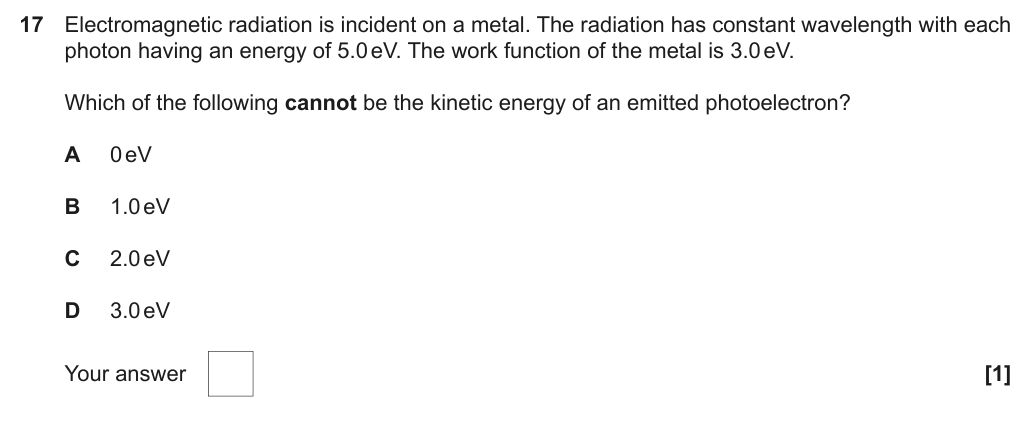 17 Electromagnetic radiation is incident on a metal. The radiation has constant wavelength with each
photon having an energy of 5.0 eV. The work function of the metal is 3.0 eV.
Which of the following cannot be the kinetic energy of an emitted photoelectron?
A 0 eV
B 1.0 eV
C 2.0 eV
D 3.0 eV
Your answer [1]